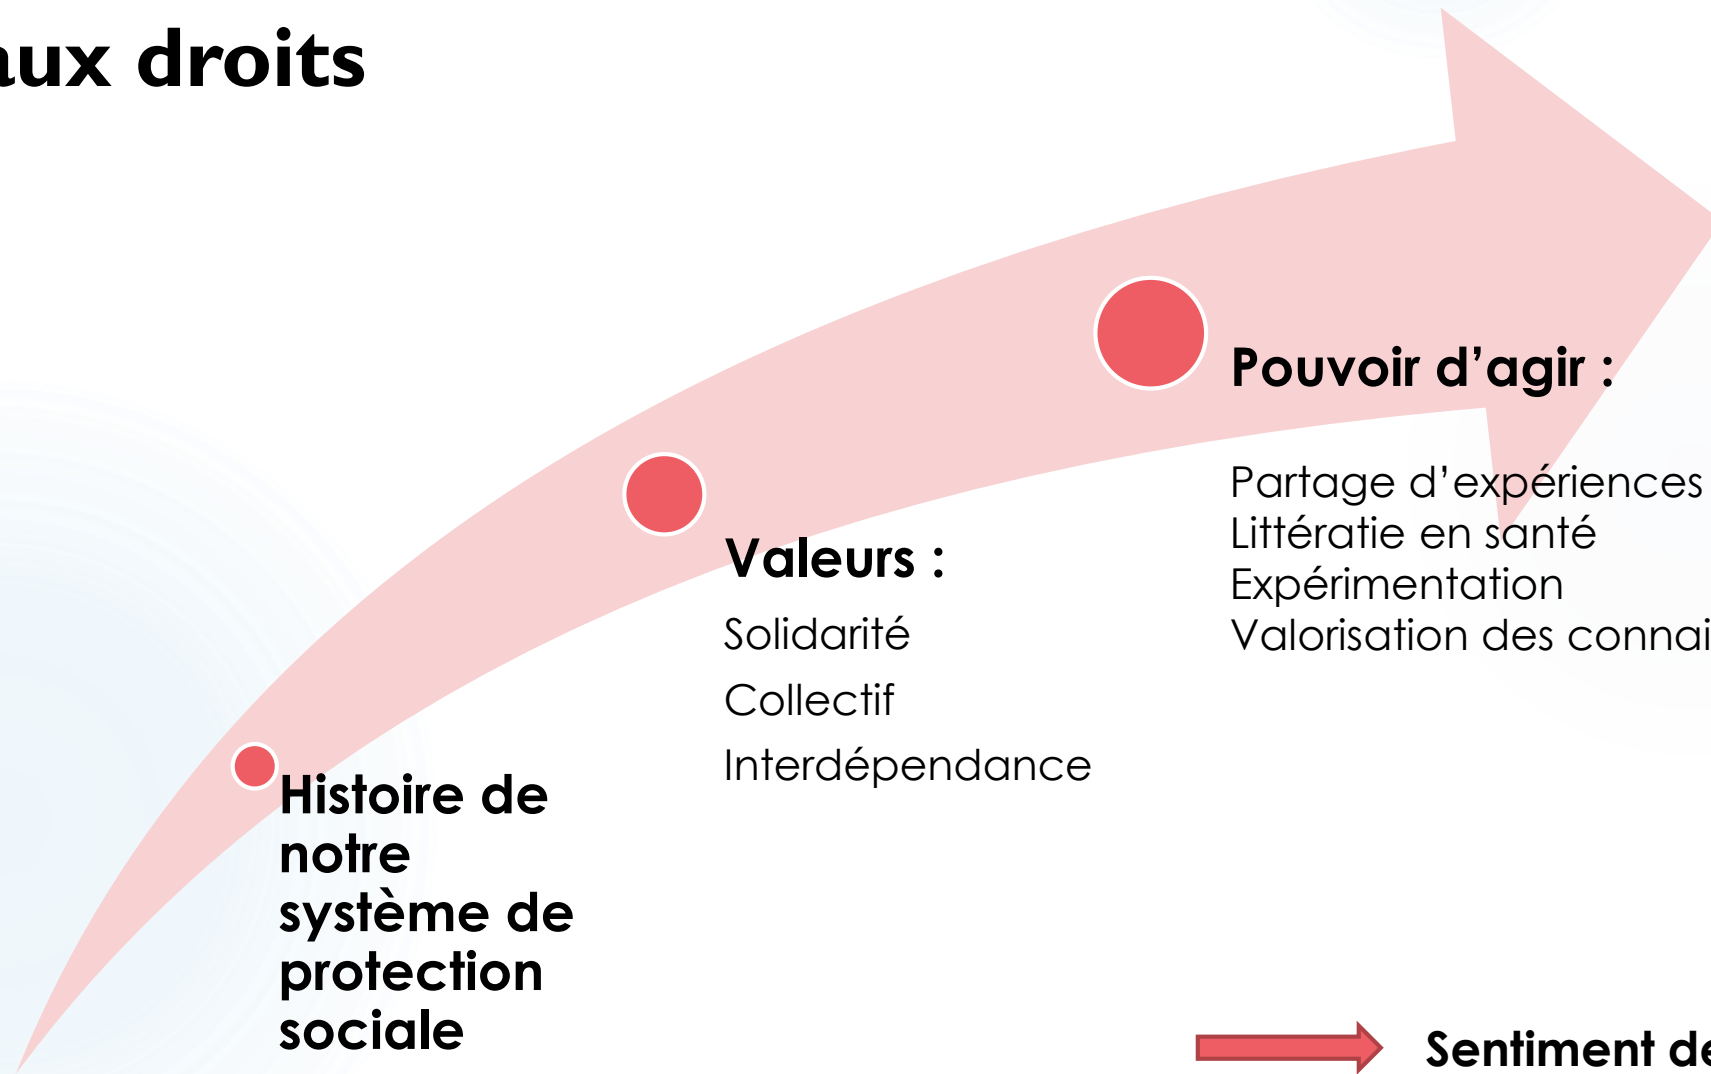 aux droits
Pouvoir d’agir :
Partage d’expériences
Littératie en santé
Expérimentation
Valorisation des
Valeurs :
Solidarité
Collectif
Interdépendance
Histoire de
notre
système de
protection
sociale
Sentiment de